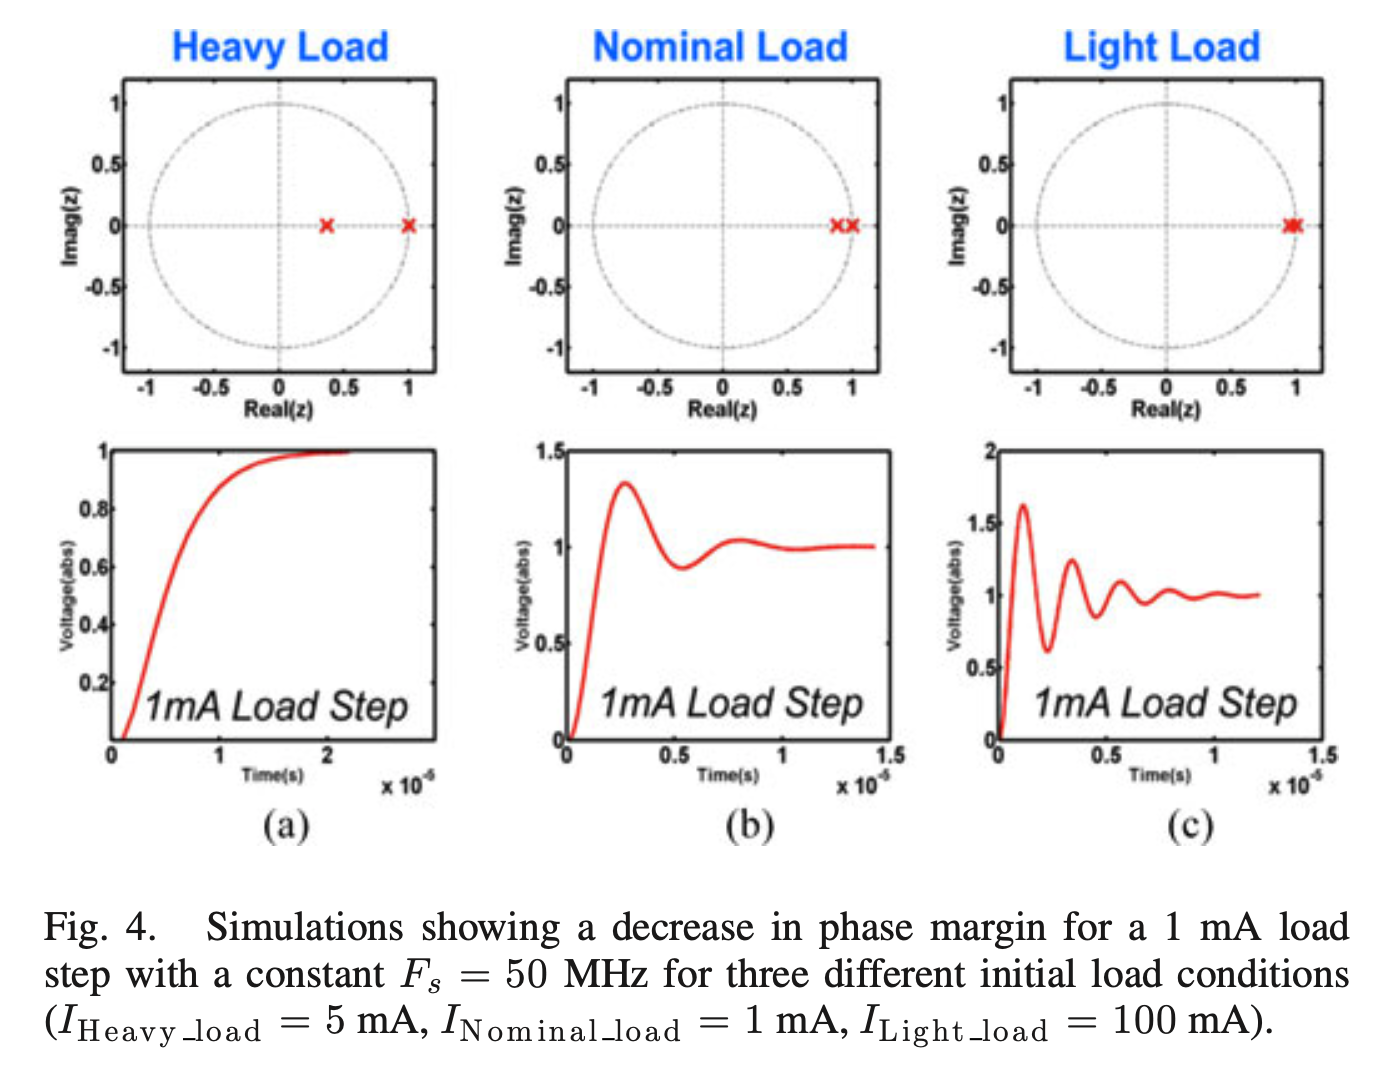 Heavy Load
Nominal Load
Light Load
1
0.5
0
-0.5
-1
Imag(z)
-1 -0.5 0 0.5 1
Real(z)
1
0.5
0
-0.5
-1
Imag(z)
-1 -0.5 0 0.5 1
Real(z)
1
0.5
0
-0.5
-1
Imag(z)
-1 -0.5 0 0.5 1
Real(z)
1
0.8
0.6
0.4
0.2
Voltage(abs)
1mA Load Step
0 1 2
Time(s)
x 10^-5
(a)
1.5
1
0.5
0
Voltage(abs)
1mA Load Step
0 0.5 1 1.5
Time(s)
x 10^-5
(b)
2
1.5
1
0.5
0
Voltage(abs)
1mA Load Step
0 0.5 1 1.5
Time(s)
x 10^-5
(c)
Fig. 4. Simulations showing a decrease in phase margin for a 1 mA load
step with a constant F_s = 50 MHz for three different initial load conditions
(I_Heavy_load = 5 mA, I_Nominal_load = 1 mA, I_Light_load = 100 mA).